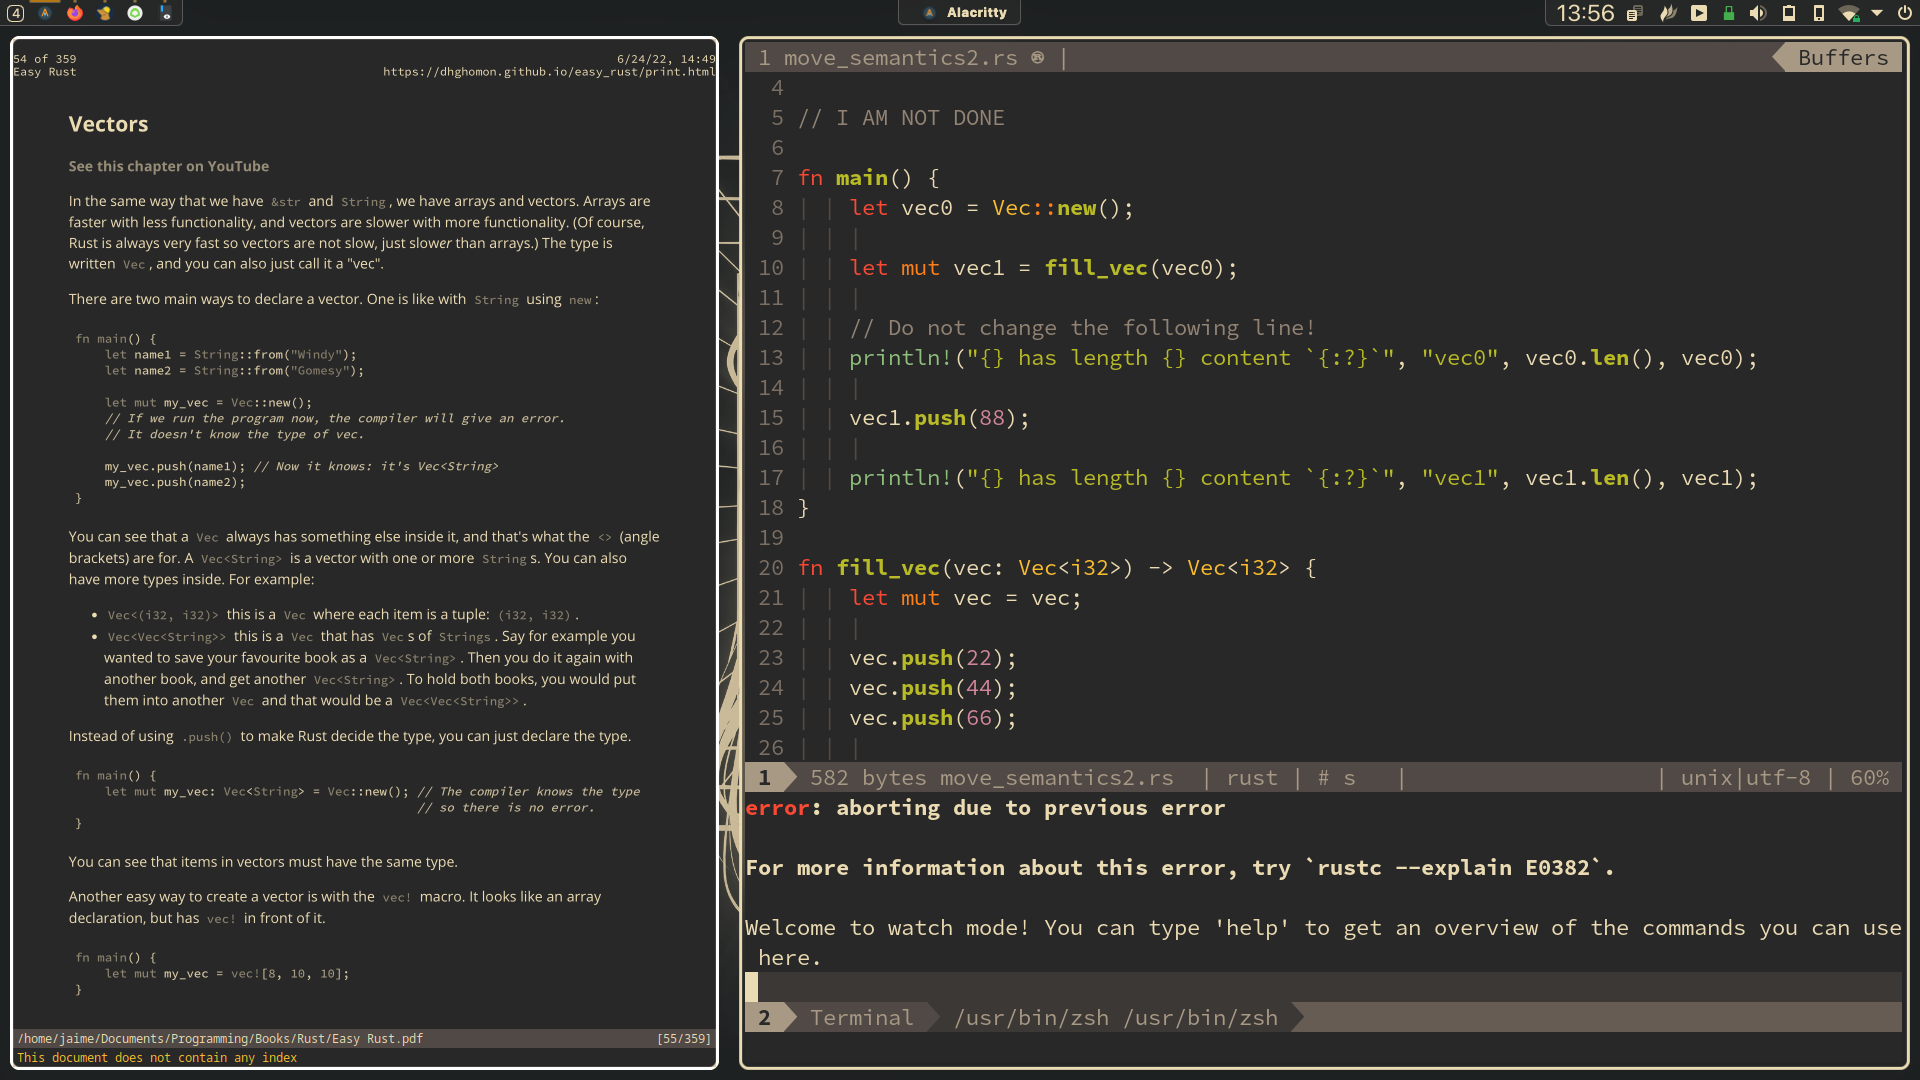 4
Alacritty
13:56
54 of 359
6/24/22, 14:49
Easy Rust
https://dhghomon.github.io/easy_rust/print.html
Vectors
See this chapter on YouTube
In the same way that we have &str and String, we have arrays and vectors. Arrays are
faster with less functionality, and vectors are slower with more functionality. (Of course,
Rust is always very fast so vectors are not slow, just slower than arrays.) The type is
written Vec, and you can also just call it a "vec".
There are two main ways to declare a vector. One is like with String using new:
fn main() {
let name1 = String::from("Windy");
let name2 = String::from("Gomesy");
let mut my_vec = Vec::new();
// If we run the program now, the compiler will give an error.
// It doesn't know the type of vec.
my_vec.push(name1); // Now it knows: it's Vec<String>
my_vec.push(name2);
}
You can see that a Vec always has something else inside it, and that's what the <> (angle
brackets) are for. A Vec<String> is a vector with one or more Strings. You can also
have more types inside. For example:
• Vec<(i32, i32)> this is a Vec where each item is a tuple: (i32, i32).
• Vec<Vec<String>> this is a Vec that has Vecs of Strings. Say for example you
wanted to save your favourite book as a Vec<String>. Then you do it again with
another book, and get another Vec<String>. To hold both books, you would put
them into another Vec and that would be a Vec<Vec<String>>.
Instead of using .push() to make Rust decide the type, you can just declare the type.
fn main() {
let mut my_vec: Vec<String> = Vec::new(); // The compiler knows the type
// so there is no error.
}
You can see that items in vectors must have the same type.
Another easy way to create a vector is with the vec! macro. It looks like an array
declaration, but has vec! in front of it.
fn main() {
let mut my_vec = vec![8, 10, 10];
}
/home/jaime/Documents/Programming/Books/Rust/Easy Rust.pdf [55/359]
This document does not contain any index
1 move_semantics2.rs | Buffers
4
5 // I AM NOT DONE
6
7 fn main() {
8 let vec0 = Vec::new();
9
10 let mut vec1 = fill_vec(vec0);
11
12 // Do not change the following line!
13 println!("{} has length {} content `{:?}`", "vec0", vec0.len(), vec0);
14
15 vec1.push(88);
16
17 println!("{} has length {} content `{:?}`", "vec1", vec1.len(), vec1);
18 }
19
20 fn fill_vec(vec: Vec<i32>) -> Vec<i32> {
21 let mut vec = vec;
22
23 vec.push(22);
24 vec.push(44);
25 vec.push(66);
26
1 582 bytes move_semantics2.rs | rust | # s | | unix|utf-8 | 60%
error: aborting due to previous error
For more information about this error, try `rustc --explain E0382`.
Welcome to watch mode! You can type 'help' to get an overview of the commands you can use
here.
2 Terminal /usr/bin/zsh /usr/bin/zsh